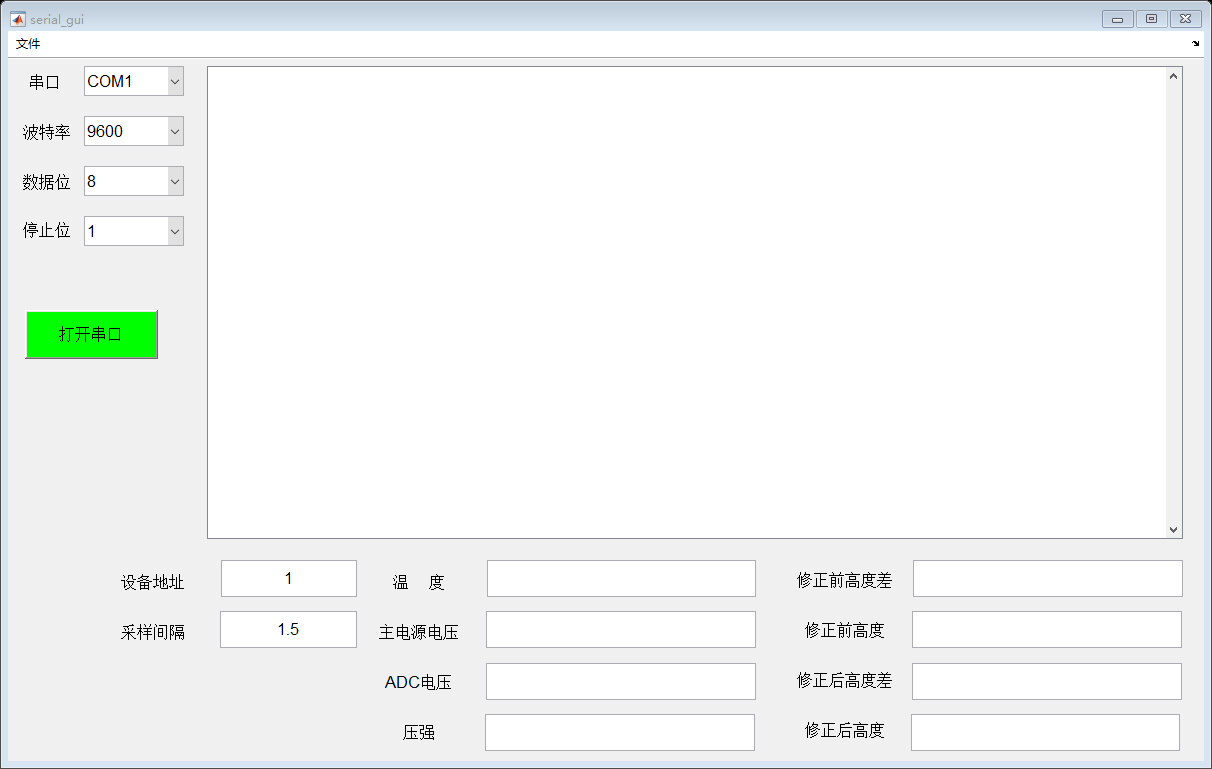 serial_gui
文件
串口 COM1
波特率 9600
数据位 8
停止位 1
打开串口
设备地址 1 温 度 修正前高度差
采样间隔 1.5 主电源电压 修正前高度
ADC电压 修正后高度差
压强 修正后高度